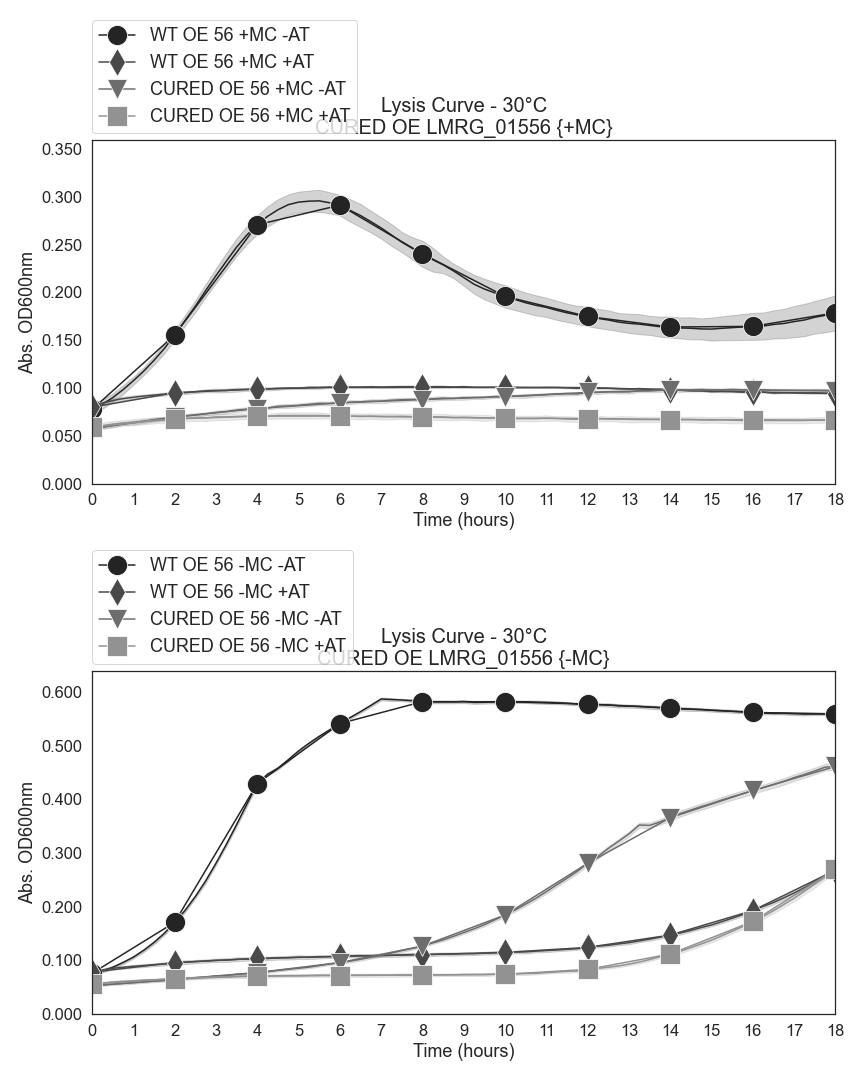 WT OE 56 +MC -AT
WT OE 56 +MC +AT
CURED OE 56 +MC -AT
CURED OE 56 +MC +AT
Lysis Curve - 30°C
CURED OE LMRG_01556 {+MC}
0.350
0.300
0.250
0.200
0.150
0.100
0.050
0.000
Abs. OD600nm
0 1 2 3 4 5 6 7 8 9 10 11 12 13 14 15 16 17 18
Time (hours)
WT OE 56 -MC -AT
WT OE 56 -MC +AT
CURED OE 56 -MC -AT
CURED OE 56 -MC +AT
Lysis Curve - 30°C
CURED OE LMRG_01556 {-MC}
0.600
0.500
0.400
0.300
0.200
0.100
0.000
Abs. OD600nm
0 1 2 3 4 5 6 7 8 9 10 11 12 13 14 15 16 17 18
Time (hours)